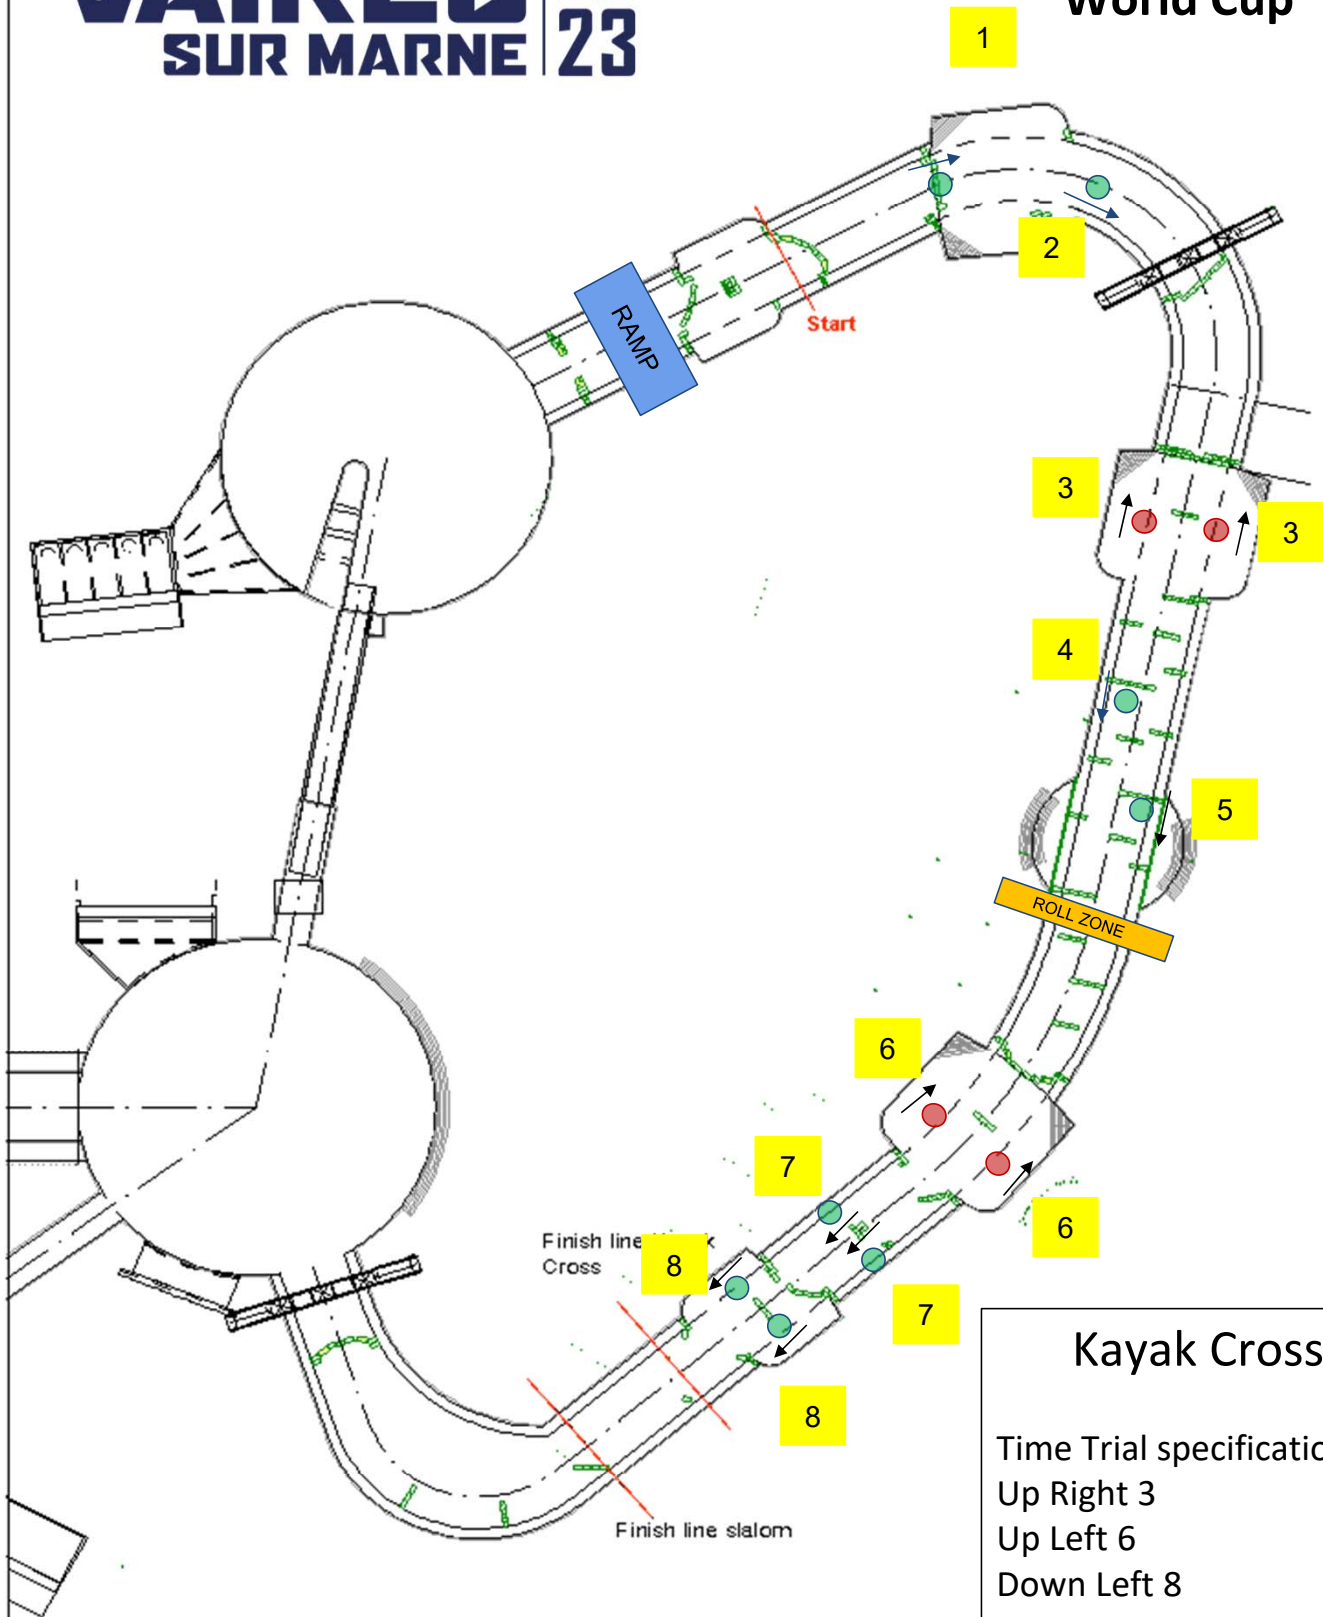 World Cup
SUR MARNE 23
1
2
Start
RAMP
3
3
4
5
ROLL ZONE
6
7
6
Finish line
Cross
8
7
8
Finish line slalom
Kayak Cross
Time Trial
Up Right 3
Up Left 6
Down Left 8